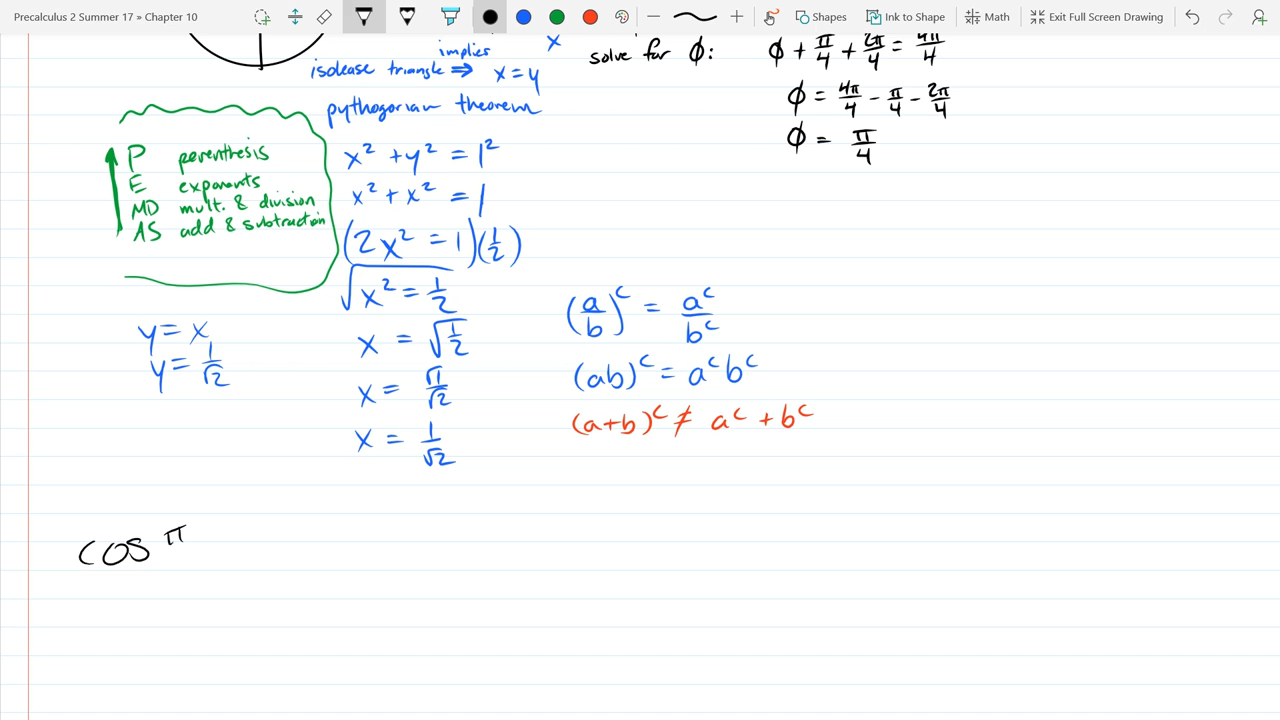 Precalculus 2 Summer 17 » Chapter 10
Shapes
Ink to Shape
Math
Exit Full Screen Drawing
implies
x
isolease triangle ⇒ x = y
pythogorian theorem
P perenthesis
E exponents
MD mult. & division
AS add & subtraction
x² + y² = 1²
x² + x² = 1
(2x² = 1)(1/2)
√x² = 1/2
x = √(1/2)
x = √1/√2
x = 1/√2
y = x
y = 1/√2
solve for ϕ: ϕ + π/4 + 2π/4 = 4π/4
ϕ = 4π/4 - π/4 - 2π/4
ϕ = π/4
(a/b)^c = a^c/b^c
(ab)^c = a^c b^c
(a+b)^c ≠ a^c + b^c
cos π